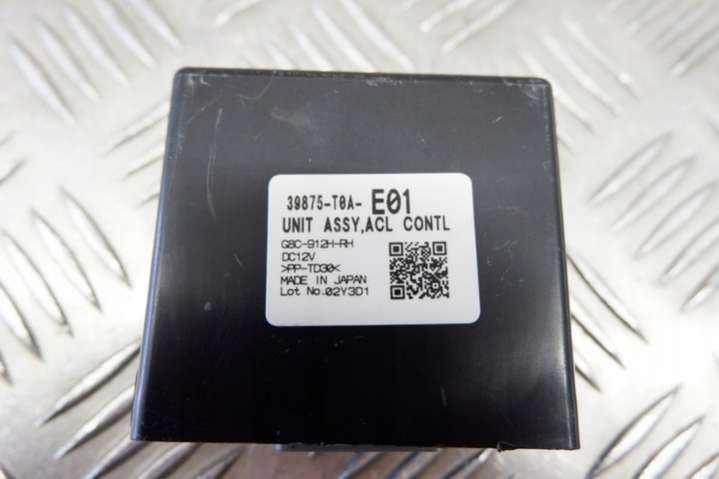 39875-T0A- E01
UNIT ASSY,ACL CONTL
G8C-912H-RH
DC12V
>PP-TD30<
MADE IN JAPAN
Lot No.02Y3D1